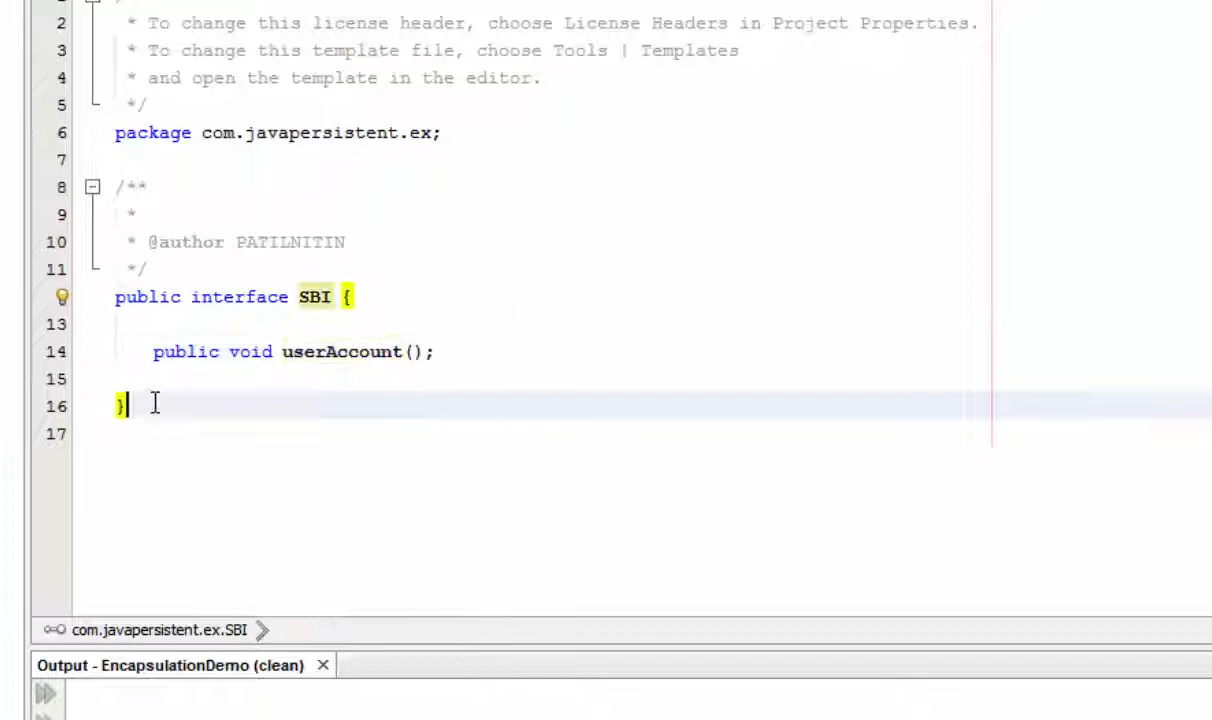 2 * To change this license header, choose License Headers in Project Properties.
3 * To change this template file, choose Tools | Templates
4 * and open the template in the editor.
5 */
6 package com.javapersistent.ex;
7
8 /**
9 *
10 * @author PATILNITIN
11 */
public interface SBI {
13
14 public void userAccount();
15
16 }
17
com.javapersistent.ex.SBI
Output - EncapsulationDemo (clean) ×